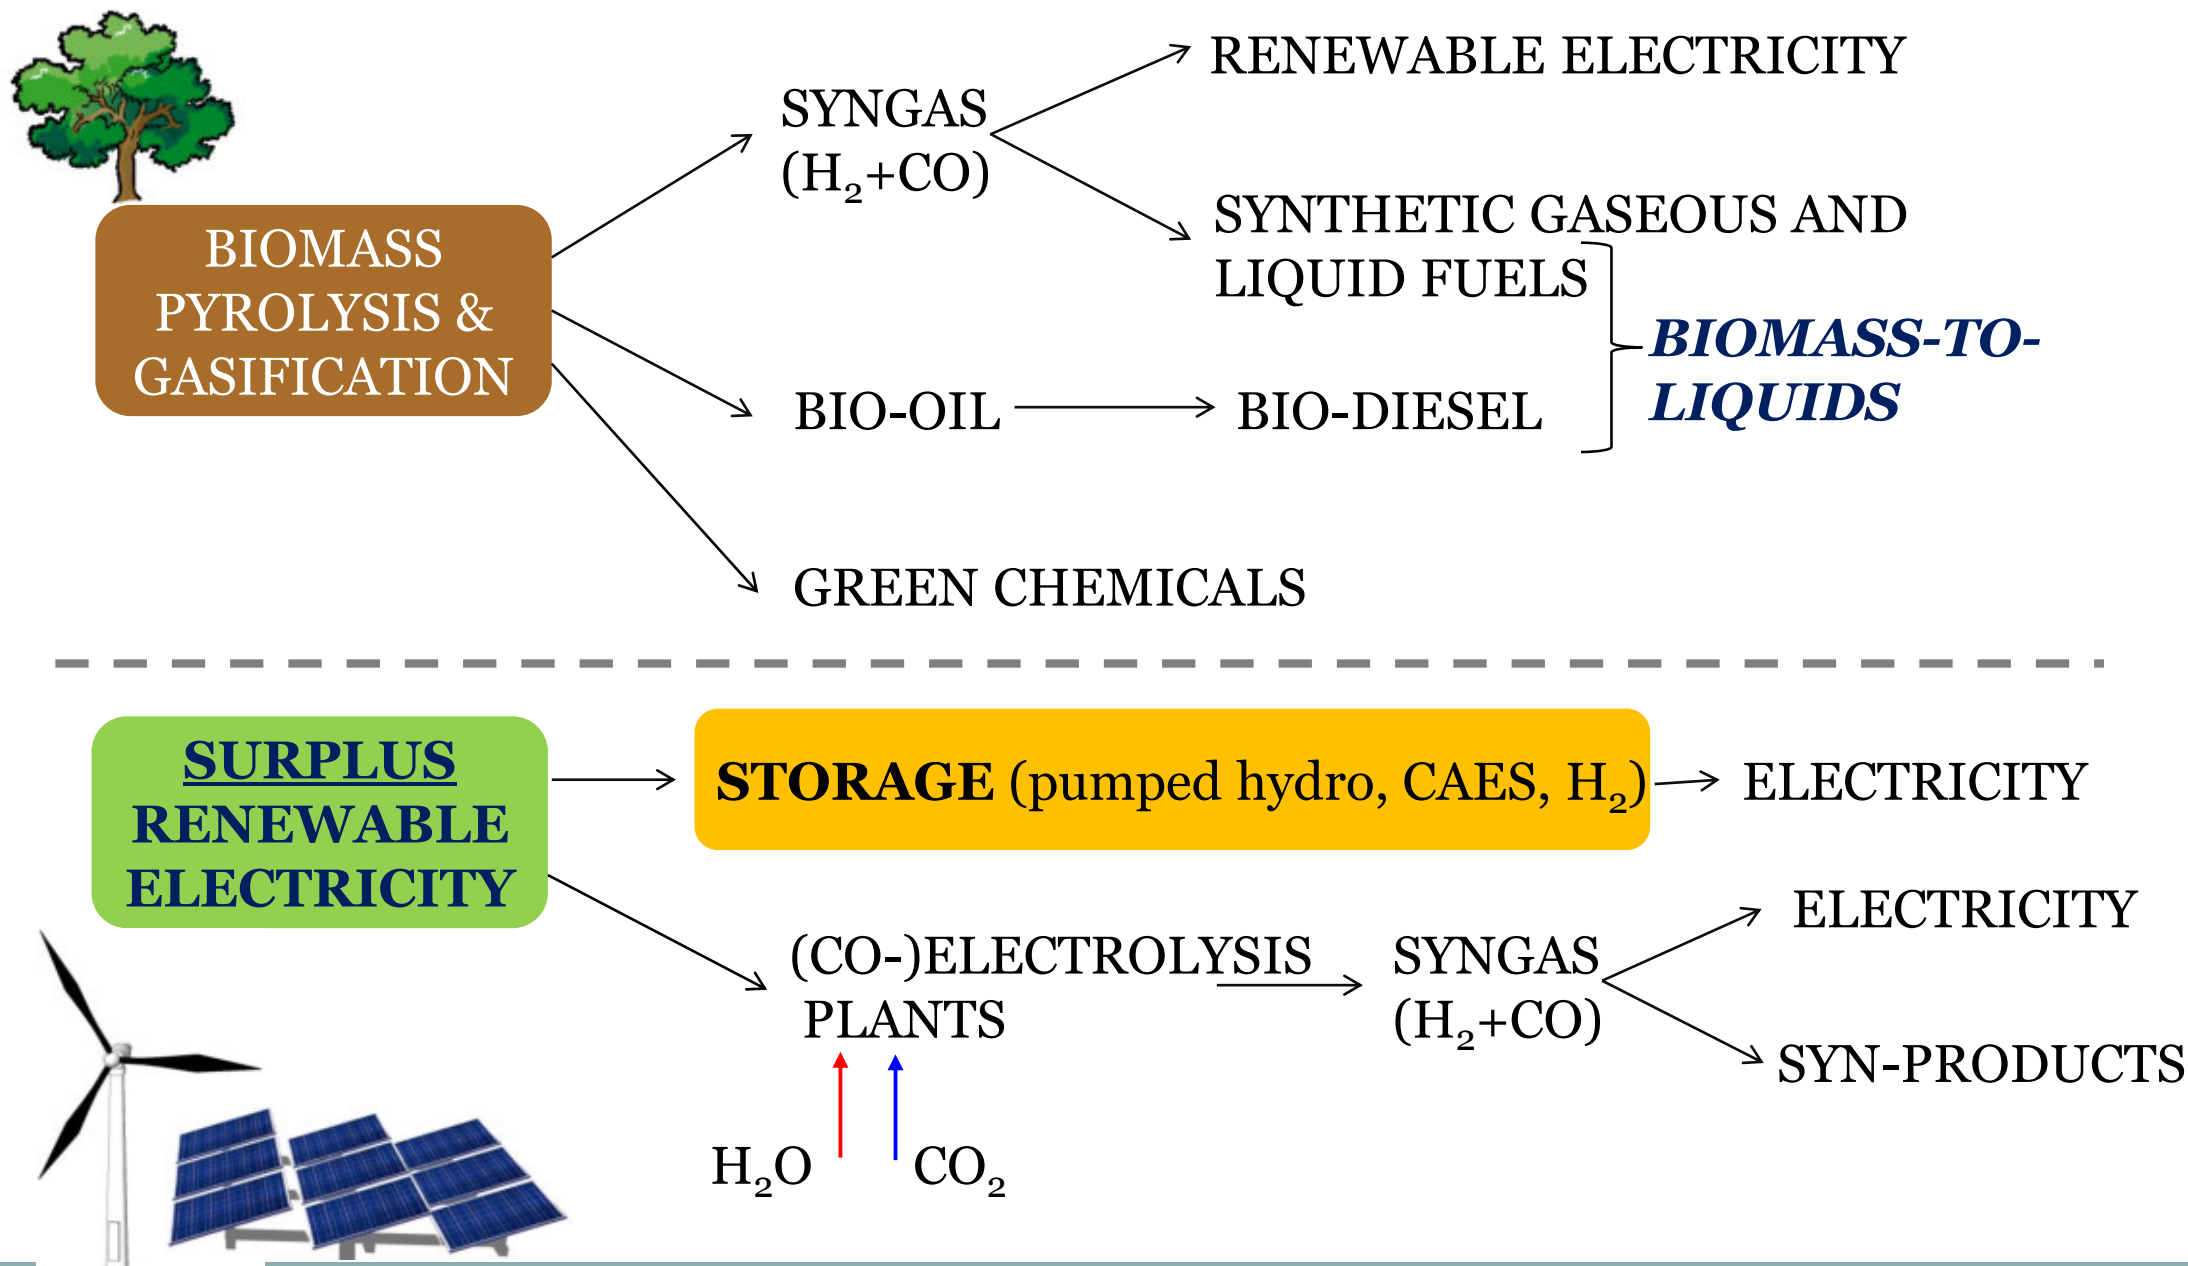 RENEWABLE ELECTRICITY
SYNGAS
(H₂+CO)
SYNTHETIC GASEOUS AND
LIQUID FUELS
BIOMASS
PYROLYSIS &
GASIFICATION
BIOMASS-TO-
LIQUIDS
BIO-OIL
BIO-DIESEL
GREEN CHEMICALS
SURPLUS
RENEWABLE
ELECTRICITY
STORAGE (pumped hydro, CAES, H₂)
ELECTRICITY
(CO-)ELECTROLYSIS
PLANTS
SYNGAS
(H₂+CO)
ELECTRICITY
SYN-PRODUCTS
H₂O
CO₂